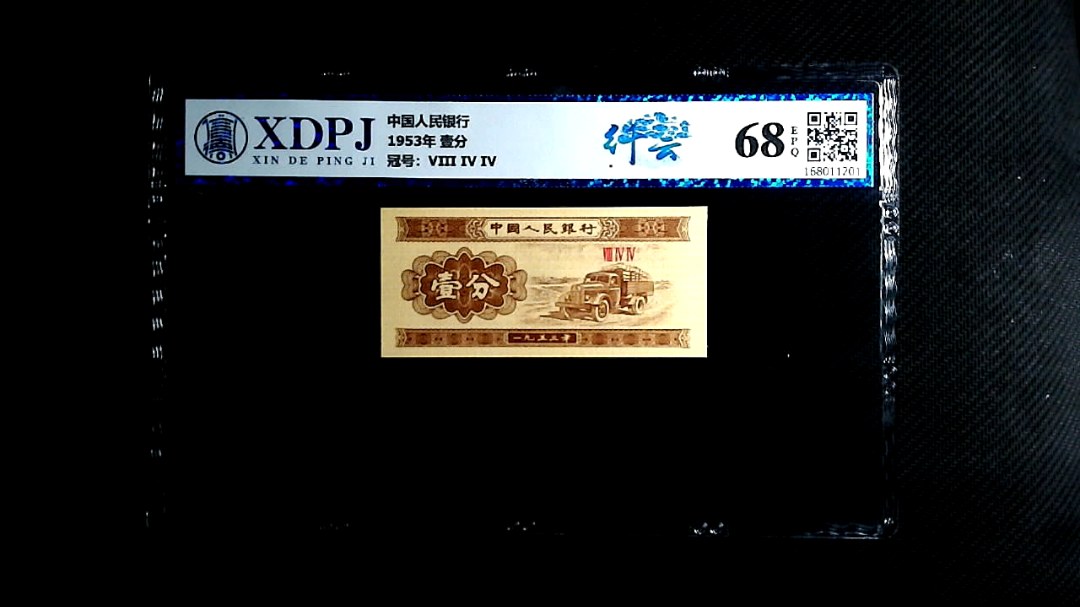 XDPJ
XIN DE PING JI
中国人民银行
1953年 壹分
冠号：VIII IV IV
68
EPQ
168011201
中國人民銀行
VIII IV IV
壹分
一九五三年